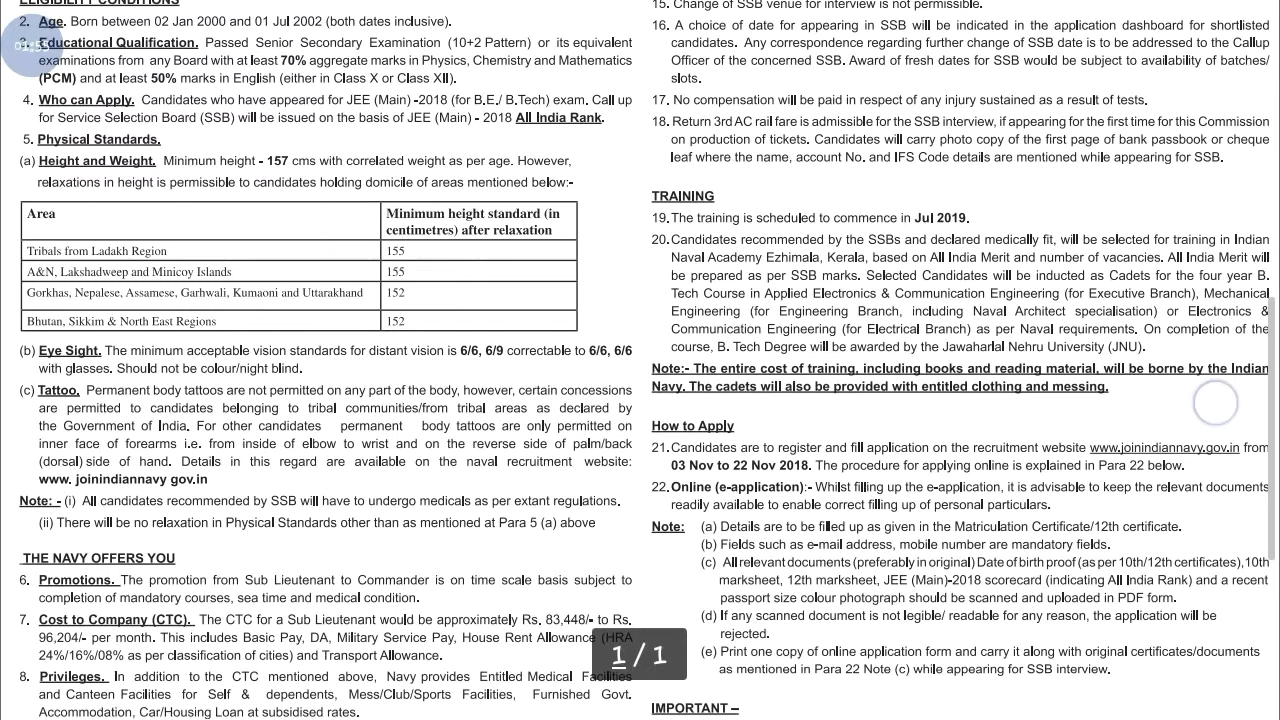 ELIGIBILITY CONDITIONS
2. Age. Born between 02 Jan 2000 and 01 Jul 2002 (both dates inclusive).
Educational Qualification. Passed Senior Secondary Examination (10+2 Pattern) or its equivalent
examinations from any Board with at least 70% aggregate marks in Physics, Chemistry and Mathematics
(PCM) and at least 50% marks in English (either in Class X or Class XII).
4. Who can Apply. Candidates who have appeared for JEE (Main) -2018 (for B.E./ B.Tech) exam. Call up
for Service Selection Board (SSB) will be issued on the basis of JEE (Main) - 2018 All India Rank.
5. Physical Standards.
(a) Height and Weight. Minimum height - 157 cms with correlated weight as per age. However,
relaxations in height is permissible to candidates holding domicile of areas mentioned below:-
Area Minimum height standard (in
centimetres) after relaxation
Tribals from Ladakh Region 155
A&N, Lakshadweep and Minicoy Islands 155
Gorkhas, Nepalese, Assamese, Garhwali, Kumaoni and Uttarakhand 152
Bhutan, Sikkim & North East Regions 152
(b) Eye Sight. The minimum acceptable vision standards for distant vision is 6/6, 6/9 correctable to 6/6, 6/6
with glasses. Should not be colour/night blind.
(c) Tattoo. Permanent body tattoos are not permitted on any part of the body, however, certain concessions
are permitted to candidates belonging to tribal communities/from tribal areas as declared by
the Government of India. For other candidates permanent body tattoos are only permitted on
inner face of forearms i.e. from inside of elbow to wrist and on the reverse side of palm/back
(dorsal) side of hand. Details in this regard are available on the naval recruitment website:
www. joinindiannavy gov.in
Note: - (i) All candidates recommended by SSB will have to undergo medicals as per extant regulations.
(ii) There will be no relaxation in Physical Standards other than as mentioned at Para 5 (a) above
THE NAVY OFFERS YOU
6. Promotions. The promotion from Sub Lieutenant to Commander is on time scale basis subject to
completion of mandatory courses, sea time and medical condition.
7. Cost to Company (CTC). The CTC for a Sub Lieutenant would be approximately Rs. 83,448/- to Rs.
96,204/- per month. This includes Basic Pay, DA, Military Service Pay, House Rent Allowance (HRA
24%/16%/08% as per classification of cities) and Transport Allowance.
8. Privileges. In addition to the CTC mentioned above, Navy provides Entitled Medical Facilities
and Canteen Facilities for Self & dependents, Mess/Club/Sports Facilities, Furnished Govt.
Accommodation, Car/Housing Loan at subsidised rates.
15. Change of SSB venue for interview is not permissible.
16. A choice of date for appearing in SSB will be indicated in the application dashboard for shortlisted
candidates. Any correspondence regarding further change of SSB date is to be addressed to the Callup
Officer of the concerned SSB. Award of fresh dates for SSB would be subject to availability of batches/
slots.
17. No compensation will be paid in respect of any injury sustained as a result of tests.
18. Return 3rd AC rail fare is admissible for the SSB interview, if appearing for the first time for this Commission
on production of tickets. Candidates will carry photo copy of the first page of bank passbook or cheque
leaf where the name, account No. and IFS Code details are mentioned while appearing for SSB.
TRAINING
19. The training is scheduled to commence in Jul 2019.
20. Candidates recommended by the SSBs and declared medically fit, will be selected for training in Indian
Naval Academy Ezhimala, Kerala, based on All India Merit and number of vacancies. All India Merit will
be prepared as per SSB marks. Selected Candidates will be inducted as Cadets for the four year B.
Tech Course in Applied Electronics & Communication Engineering (for Executive Branch), Mechanical
Engineering (for Engineering Branch, including Naval Architect specialisation) or Electronics &
Communication Engineering (for Electrical Branch) as per Naval requirements. On completion of the
course, B. Tech Degree will be awarded by the Jawaharlal Nehru University (JNU).
Note:- The entire cost of training, including books and reading material, will be borne by the Indian
Navy. The cadets will also be provided with entitled clothing and messing.
How to Apply
21. Candidates are to register and fill application on the recruitment website www.joinindiannavy.gov.in from
03 Nov to 22 Nov 2018. The procedure for applying online is explained in Para 22 below.
22. Online (e-application):- Whilst filling up the e-application, it is advisable to keep the relevant documents
readily available to enable correct filling up of personal particulars.
Note: (a) Details are to be filled up as given in the Matriculation Certificate/12th certificate.
(b) Fields such as e-mail address, mobile number are mandatory fields.
(c) All relevant documents (preferably in original) Date of birth proof (as per 10th/12th certificates), 10th
marksheet, 12th marksheet, JEE (Main)-2018 scorecard (indicating All India Rank) and a recent
passport size colour photograph should be scanned and uploaded in PDF form.
(d) If any scanned document is not legible/ readable for any reason, the application will be
rejected.
(e) Print one copy of online application form and carry it along with original certificates/documents
as mentioned in Para 22 Note (c) while appearing for SSB interview.
IMPORTANT –
1 / 1